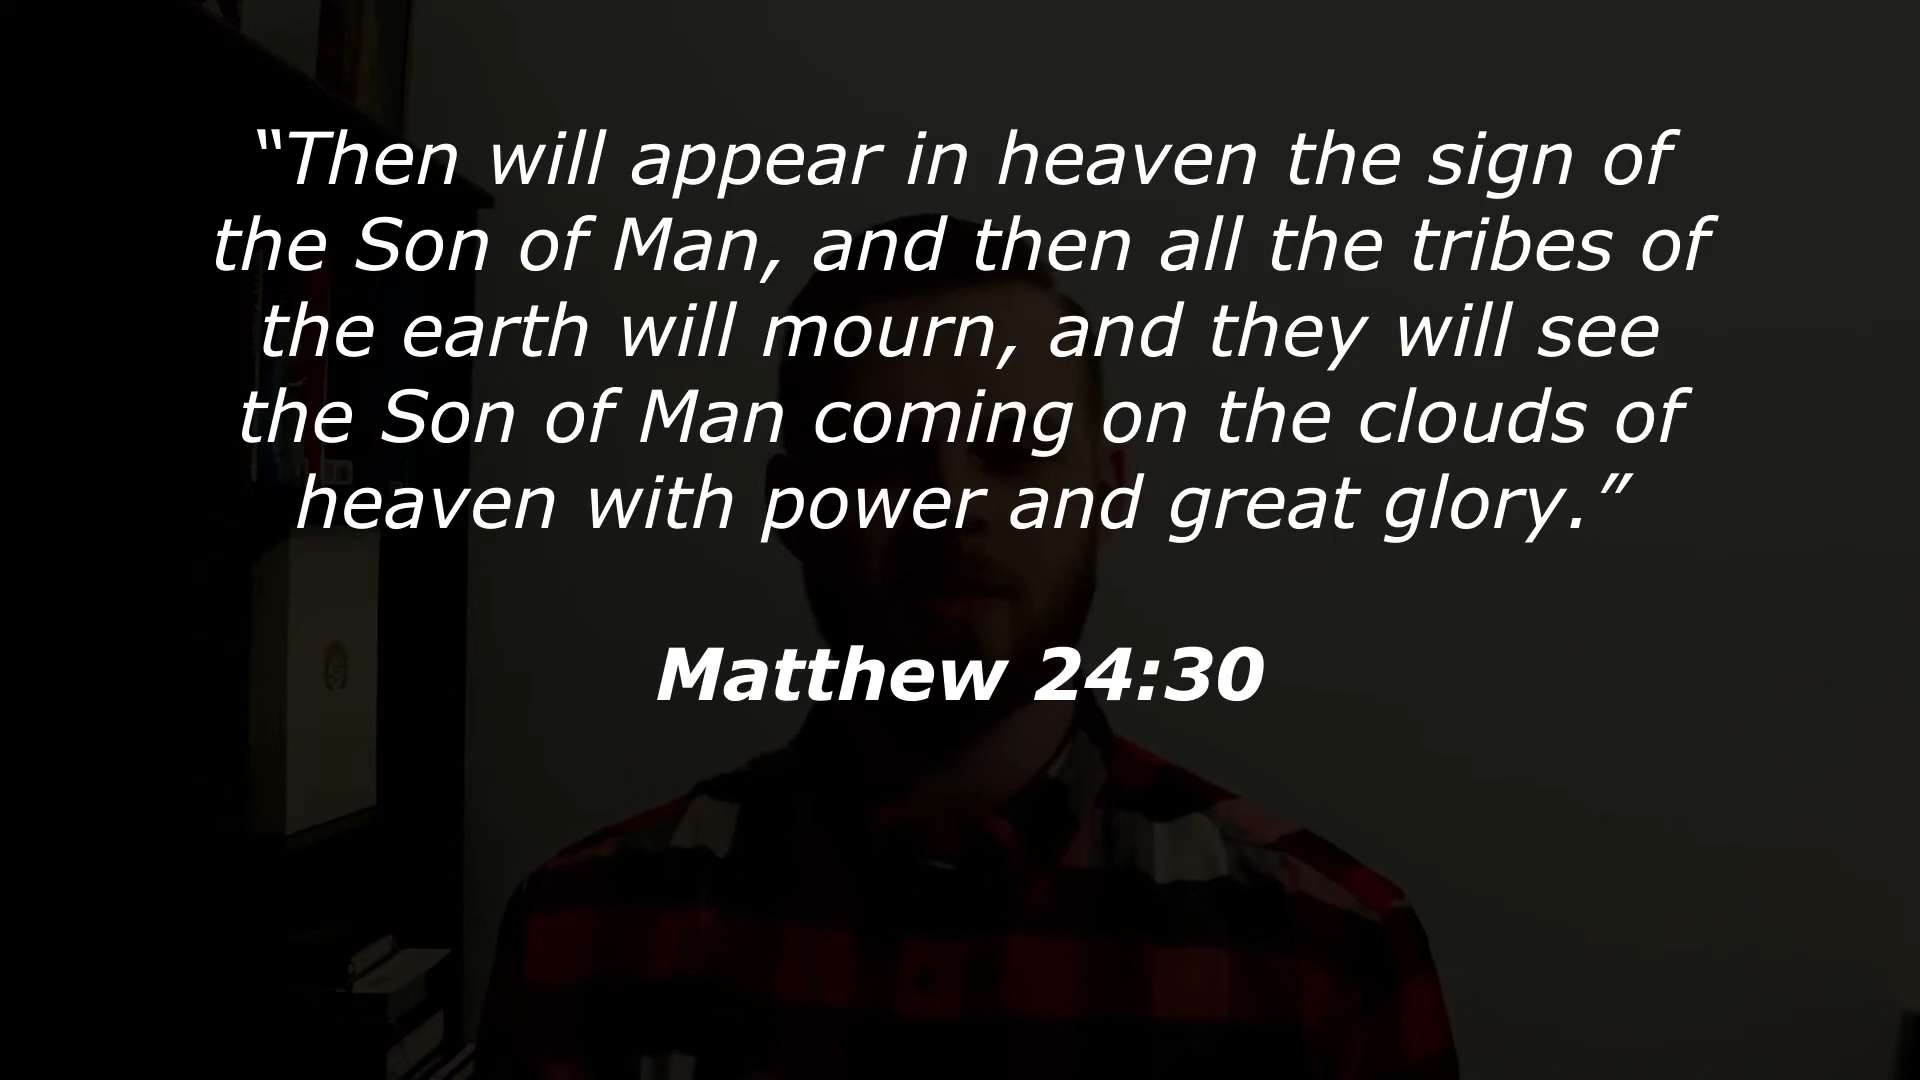 “Then will appear in heaven the sign of
the Son of Man, and then all the tribes of
the earth will mourn, and they will see
the Son of Man coming on the clouds of
heaven with power and great glory.”
Matthew 24:30